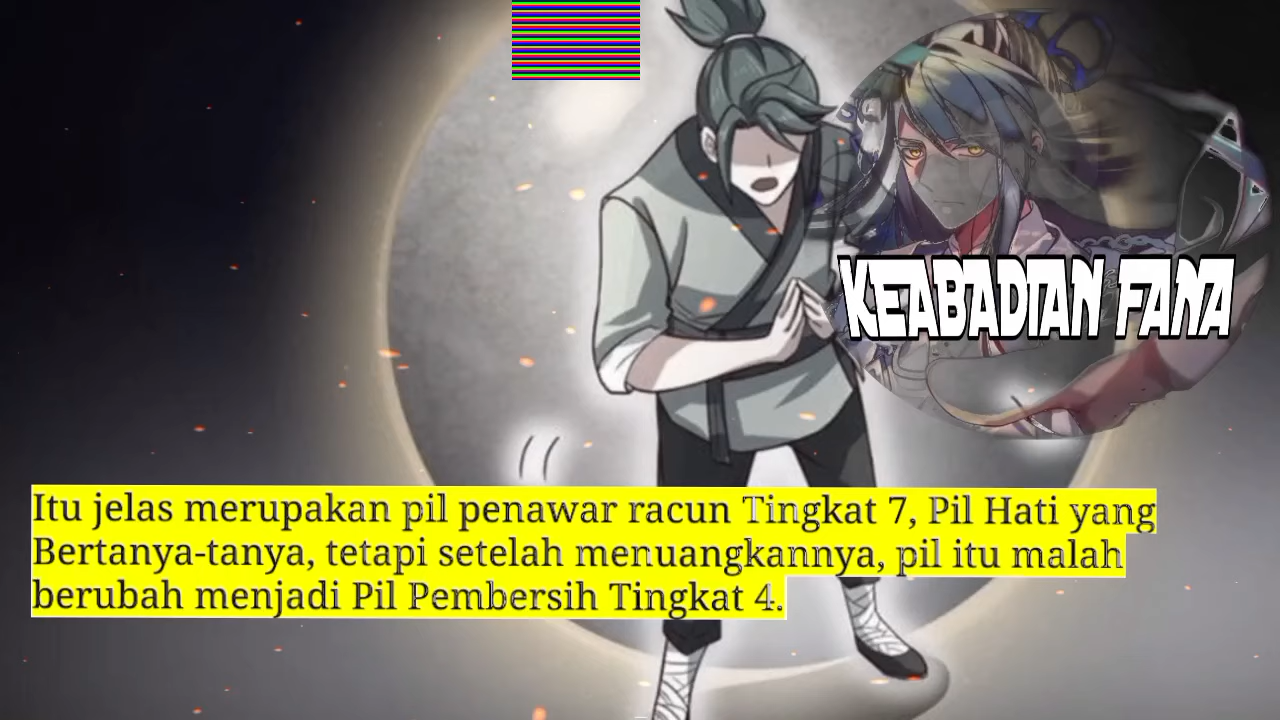 KEABADIAN FANA
Itu jelas merupakan pil penawar racun Tingkat 7, Pil Hati yang
Bertanya-tanya, tetapi setelah menuangkannya, pil itu malah
berubah menjadi Pil Pembersih Tingkat 4.